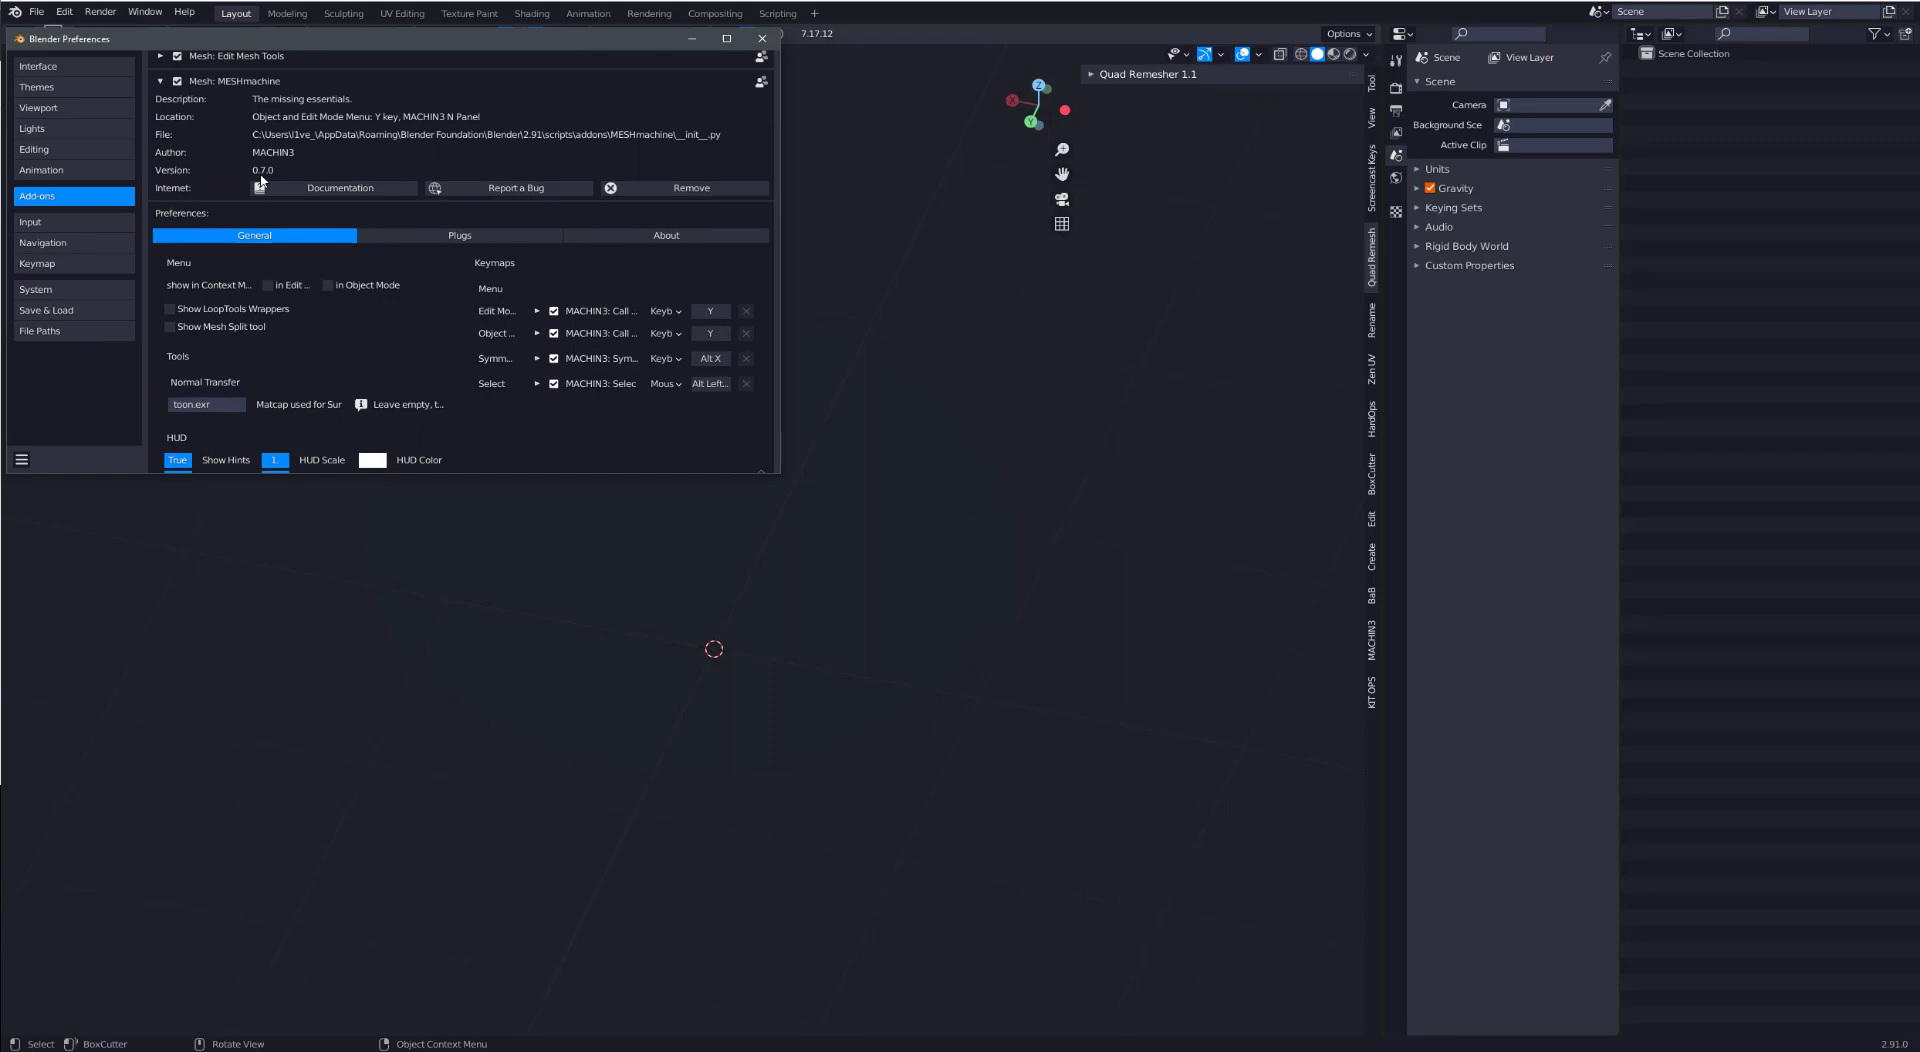 File Edit Render Window Help Layout Modeling Sculpting UV Editing Texture Paint Shading Animation Rendering Compositing Scripting + Scene View Layer
Blender Preferences
7.17.12 Options
Interface
Themes
Viewport
Lights
Editing
Animation
Add-ons
Input
Navigation
Keymap
System
Save & Load
File Paths
Mesh: Edit Mesh Tools
Mesh: MESHmachine
Description: The missing essentials.
Location: Object and Edit Mode Menu: Y key, MACHIN3 N Panel
File: C:\Users\l1ve_\AppData\Roaming\Blender Foundation\Blender\2.91\scripts\addons\MESHmachine\__init__.py
Author: MACHIN3
Version: 0.7.0
Internet: Documentation Report a Bug Remove
Preferences:
General Plugs About
Menu
show in Context M... in Edit ... in Object Mode
Show LoopTools Wrappers
Show Mesh Split tool
Tools
Normal Transfer
toon.exr Matcap used for Sur Leave empty, t...
HUD
True Show Hints 1. HUD Scale HUD Color
Keymaps
Menu
Edit Mo... MACHIN3: Call ... Keyb Y
Object ... MACHIN3: Call ... Keyb Y
Symm... MACHIN3: Sym... Keyb Alt X
Select MACHIN3: Selec Mous Alt Left...
Quad Remesher 1.1
X
Y
Z
Tool
View
Screencast Keys
Quad Remesh
Rename
Zen UV
HardOps
BoxCutter
Edit
Create
BaB
MACHIN3
KIT OPS
Scene View Layer
Scene
Camera
Background Sce
Active Clip
Units
Gravity
Keying Sets
Audio
Rigid Body World
Custom Properties
Scene Collection
Select BoxCutter Rotate View Object Context Menu 2.91.0